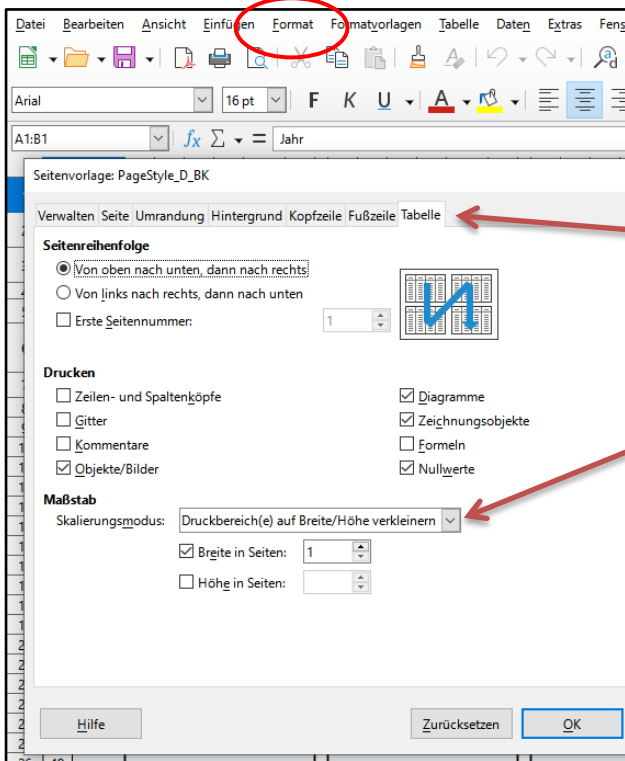 Datei Bearbeiten Ansicht Einfügen Format Formatvorlagen Tabelle Daten Extras Fens
Arial 16 pt F K U A
A1:B1 fx Σ = Jahr
Seitenvorlage: PageStyle_D_BK
Verwalten Seite Umrandung Hintergrund Kopfzeile Fußzeile Tabelle
Seitenreihenfolge
Von oben nach unten, dann nach rechts
Von links nach rechts, dann nach unten
Erste Seitennummer: 1
Drucken
Zeilen- und Spaltenköpfe Diagramme
Gitter Zeichnungsobjekte
Kommentare Formeln
Objekte/Bilder Nullwerte
Maßstab
Skalierungsmodus: Druckbereich(e) auf Breite/Höhe verkleinern
Breite in Seiten: 1
Höhe in Seiten:
Hilfe Zurücksetzen OK